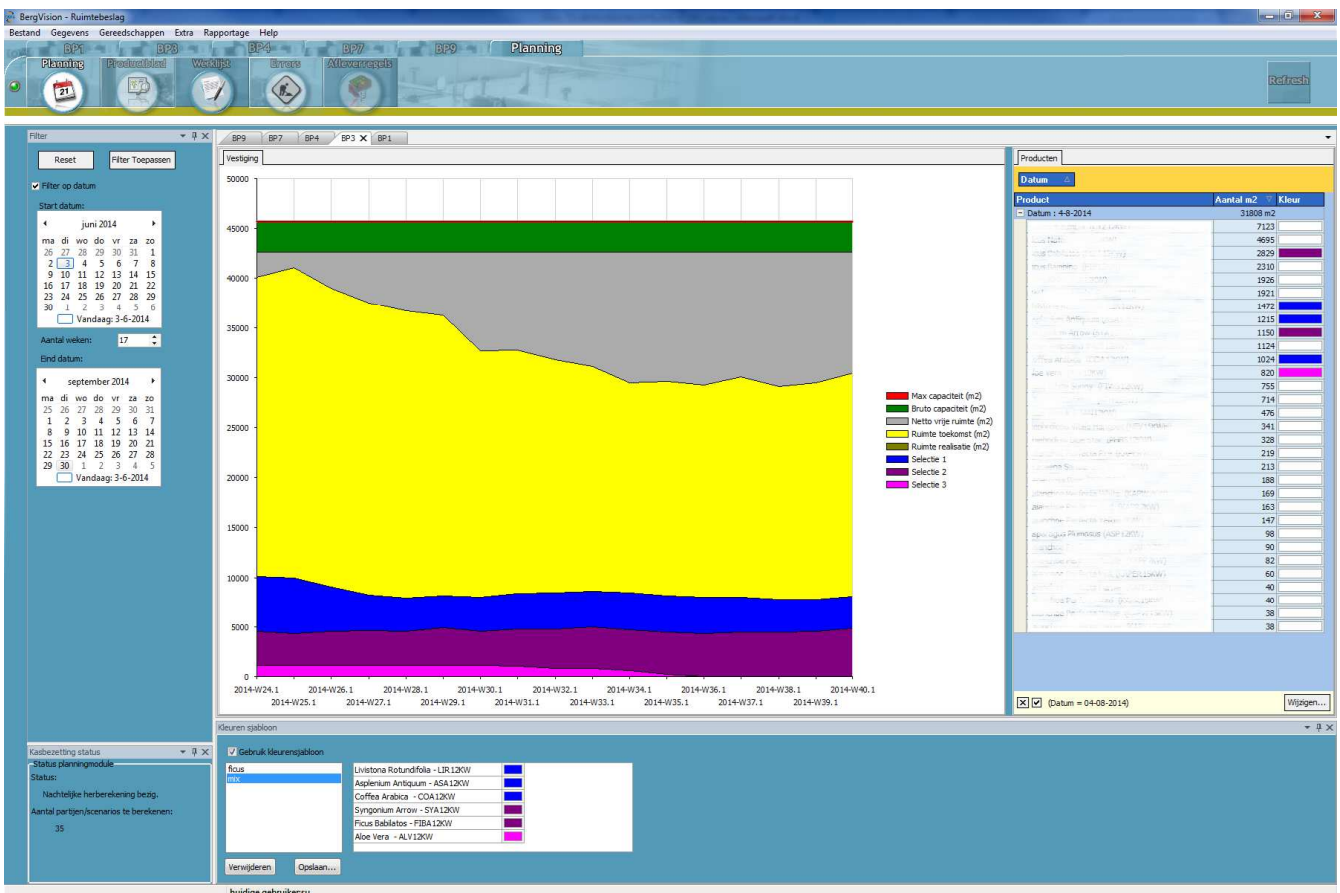 BergVision - Ruimtebeslag
Bestand Gegevens Gereedschappen Extra Rapportage Help
BP1 BP3 BP4 BP7 BP9 Planning
Planning Productblad Werklijst Errors Afleverregels
21
Refresh
Filter
Reset Filter Toepassen
Filter op datum
Start datum:
juni 2014
ma di wo do vr za zo
26 27 28 29 30 31 1
2 3 4 5 6 7 8
9 10 11 12 13 14 15
16 17 18 19 20 21 22
23 24 25 26 27 28 29
30 1 2 3 4 5 6
Vandaag: 3-6-2014
Aantal weken: 17
Eind datum:
september 2014
ma di wo do vr za zo
25 26 27 28 29 30 31
1 2 3 4 5 6 7
8 9 10 11 12 13 14
15 16 17 18 19 20 21
22 23 24 25 26 27 28
29 30 1 2 3 4 5
Vandaag: 3-6-2014
BP9 BP7 BP4 BP3 X BP1
Vestiging
50000
45000
40000
35000
30000
25000
20000
15000
10000
5000
0
2014-W24.1 2014-W26.1 2014-W28.1 2014-W30.1 2014-W32.1 2014-W34.1 2014-W36.1 2014-W38.1 2014-W40.1
2014-W25.1 2014-W27.1 2014-W29.1 2014-W31.1 2014-W33.1 2014-W35.1 2014-W37.1 2014-W39.1
Max capaciteit (m2)
Bruto capaciteit (m2)
Netto vrije ruimte (m2)
Ruimte toekomst (m2)
Ruimte realisatie (m2)
Selectie 1
Selectie 2
Selectie 3
Producten
Datum
Product Aantal m2 Kleur
Datum : 4-8-2014 31808 m2
7123
4695
2829
2310
1926
1921
1472
1215
1150
1124
1024
820
755
714
476
341
328
219
213
188
169
163
147
98
90
82
60
40
40
38
38
(Datum = 04-08-2014) Wijzigen...
Kasbezetting status
Status planningmodule
Status:
Nachtelijke herberekening bezig.
Aantal partijen/scenarios te berekenen:
35
Kleuren sjabloon
Gebruik kleurensjabloon
ficus
mix
Livistona Rotundifolia - LIR12KW
Asplenium Antiquum - ASA12KW
Coffea Arabica - COA12KW
Syngonium Arrow - SYA12KW
Ficus Babilatos - FIBA12KW
Aloe Vera - ALV12KW
Verwijderen Opslaan...